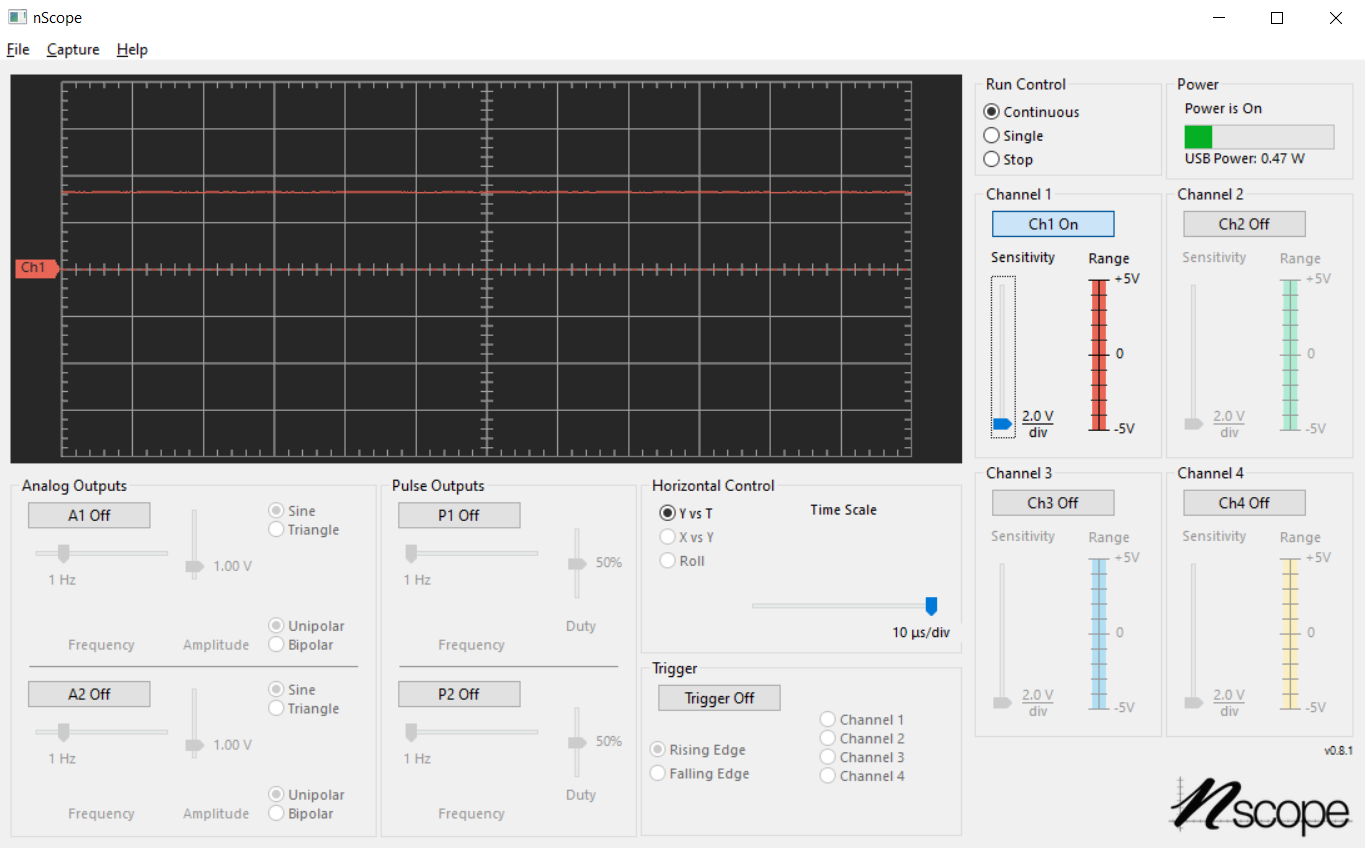 nScope
File Capture Help
Ch1
Run Control
Continuous
Single
Stop
Power
Power is On
USB Power: 0.47 W
Channel 1
Ch1 On
Sensitivity
Range
+5V
0
-5V
2.0 V
div
Channel 2
Ch2 Off
Sensitivity
Range
+5V
0
-5V
2.0 V
div
Channel 3
Ch3 Off
Sensitivity
Range
+5V
0
-5V
2.0 V
div
Channel 4
Ch4 Off
Sensitivity
Range
+5V
0
-5V
2.0 V
div
Analog Outputs
A1 Off
1 Hz
Frequency
1.00 V
Amplitude
Sine
Triangle
Unipolar
Bipolar
A2 Off
1 Hz
Frequency
1.00 V
Amplitude
Sine
Triangle
Unipolar
Bipolar
Pulse Outputs
P1 Off
1 Hz
Frequency
50%
Duty
P2 Off
1 Hz
Frequency
50%
Duty
Horizontal Control
Y vs T
X vs Y
Roll
Time Scale
10 µs/div
Trigger
Trigger Off
Rising Edge
Falling Edge
Channel 1
Channel 2
Channel 3
Channel 4
v0.8.1
nscope